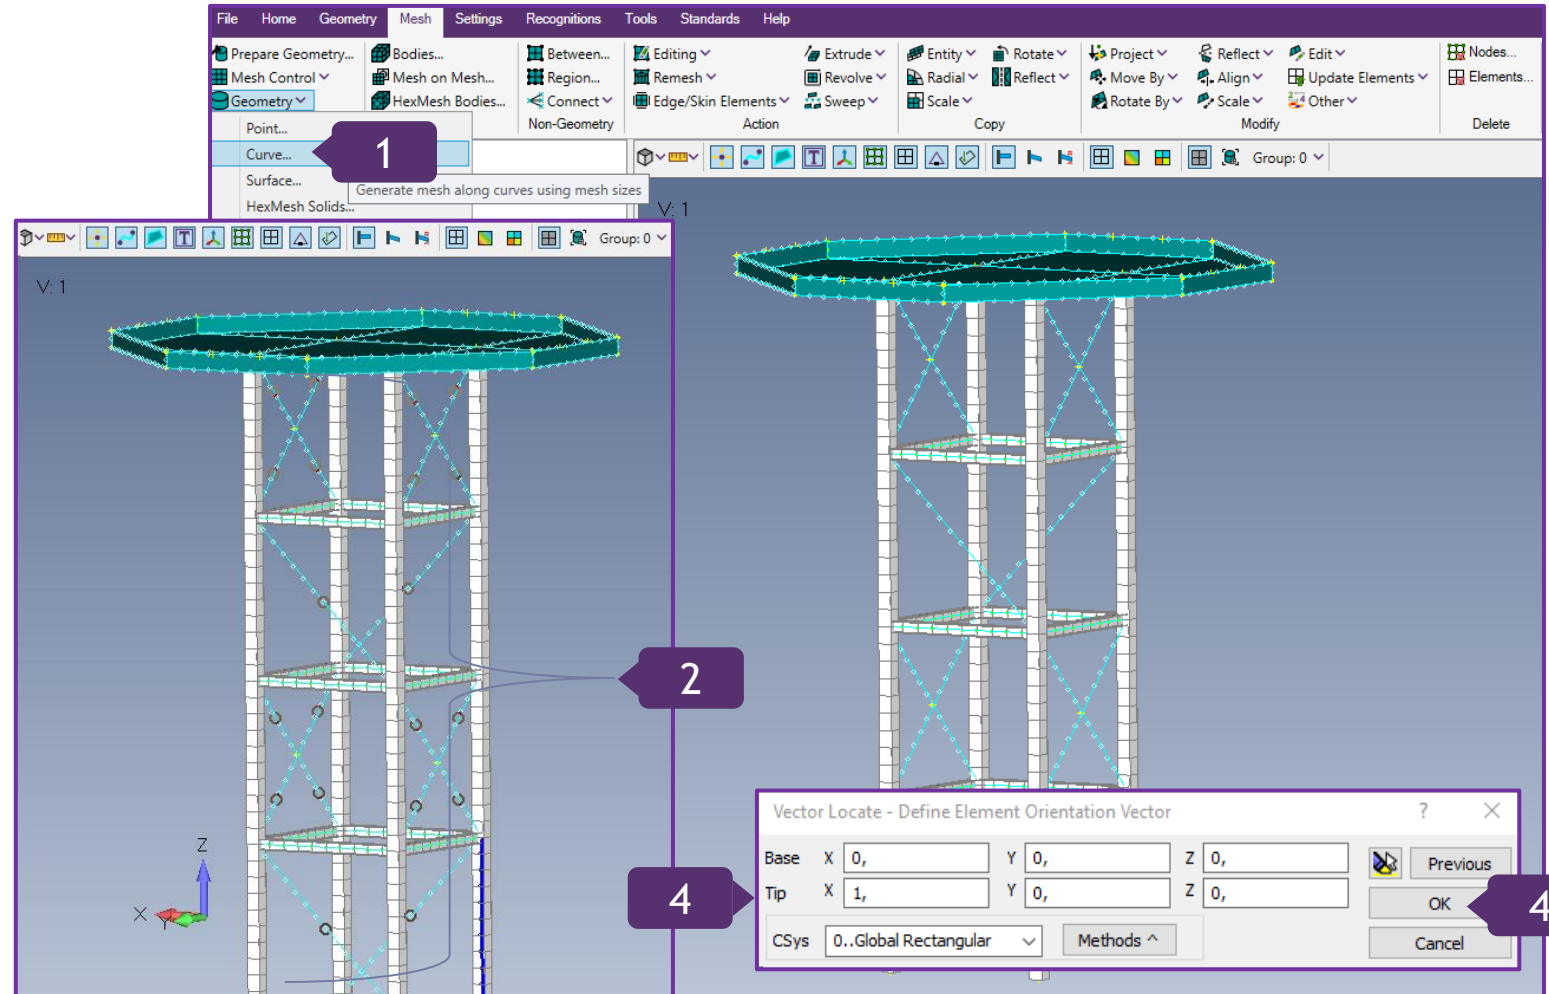 File Home Geometry Mesh Settings Recognitions Tools Standards Help
Prepare Geometry... Bodies... Between... Editing Extrude Entity Rotate Project Reflect Edit Nodes...
Mesh Control Mesh on Mesh... Region... Remesh Revolve Radial Reflect Move By Align Update Elements Elements...
Geometry HexMesh Bodies... Connect Edge/Skin Elements Sweep Scale Rotate By Scale Other
Point... Non-Geometry Action Copy Modify Delete
Curve... 1
Group: 0
Surface...
Generate mesh along curves using mesh sizes
HexMesh Solids...
V: 1
Group: 0
V: 1
2
Z
X
Y
Vector Locate - Define Element Orientation Vector ?
Base X 0, Y 0, Z 0, Previous
4 Tip X 1, Y 0, Z 0, OK 4
CSys 0..Global Rectangular Methods ^ Cancel